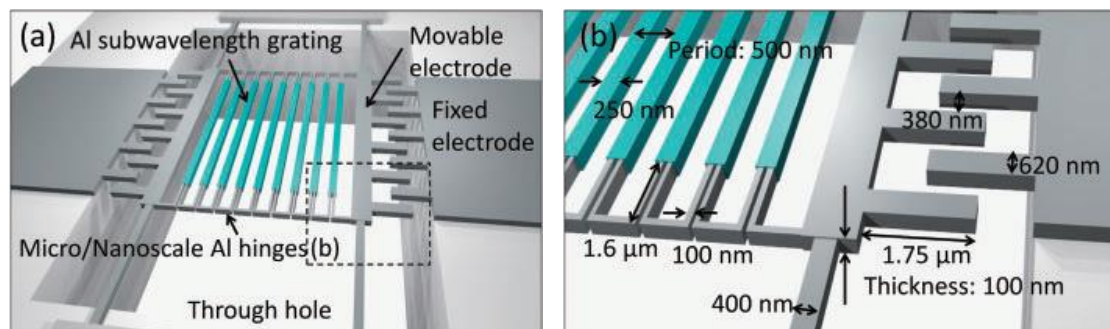 (a)
Al subwavelength grating
Movable
electrode
Fixed
electrode
Micro/Nanoscale Al hinges
(b)
Through hole
(b)
Period: 500 nm
250 nm
380 nm
620 nm
1.6 μm
100 nm
1.75 μm
Thickness: 100 nm
400 nm